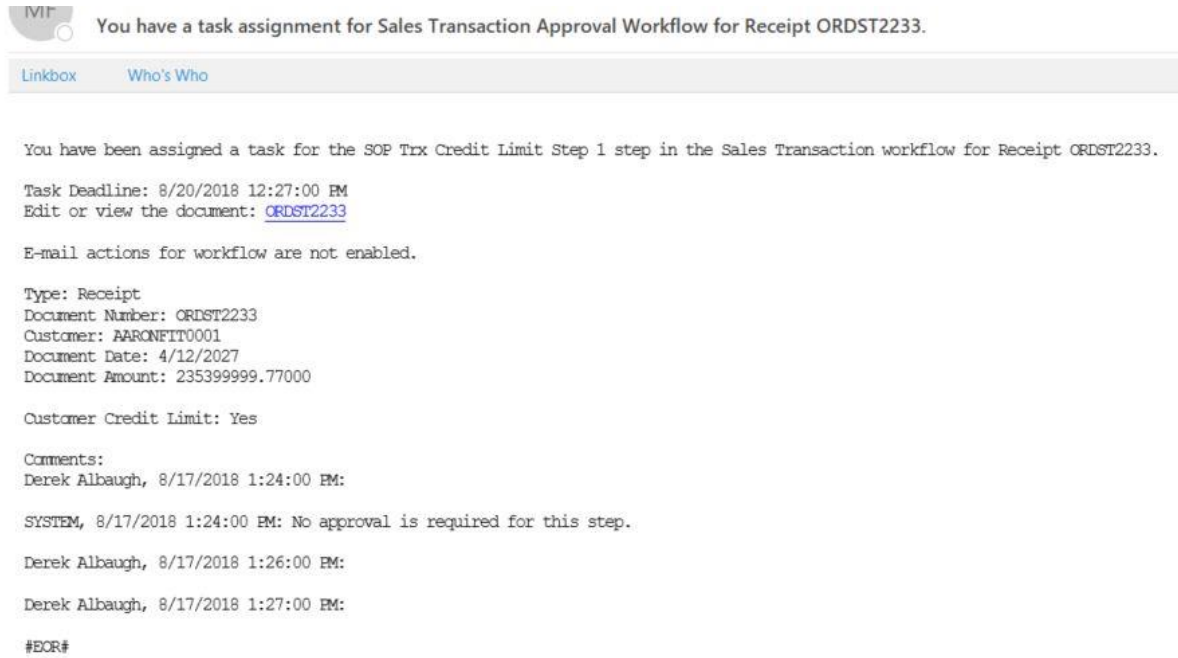 MF
You have a task assignment for Sales Transaction Approval Workflow for Receipt ORDST2233.
Linkbox Who's Who
You have been assigned a task for the SOP Trx Credit Limit Step 1 step in the Sales Transaction workflow for Receipt ORDST2233.
Task Deadline: 8/20/2018 12:27:00 PM
Edit or view the document: ORDST2233
E-mail actions for workflow are not enabled.
Type: Receipt
Document Number: ORDST2233
Customer: AARONFIT0001
Document Date: 4/12/2027
Document Amount: 235399999.77000
Customer Credit Limit: Yes
Comments:
Derek Albaugh, 8/17/2018 1:24:00 PM:
SYSTEM, 8/17/2018 1:24:00 PM: No approval is required for this step.
Derek Albaugh, 8/17/2018 1:26:00 PM:
Derek Albaugh, 8/17/2018 1:27:00 PM:
#EOR#